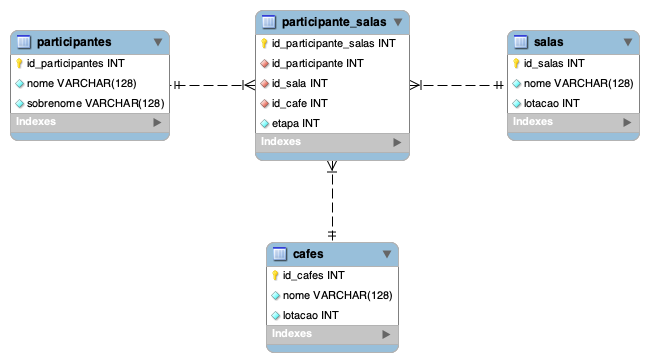 participantes
id_participantes INT
nome VARCHAR(128)
sobrenome VARCHAR(128)
Indexes
participante_salas
id_participante_salas INT
id_participante INT
id_sala INT
id_cafe INT
etapa INT
Indexes
salas
id_salas INT
nome VARCHAR(128)
lotacao INT
Indexes
cafes
id_cafes INT
nome VARCHAR(128)
lotacao INT
Indexes